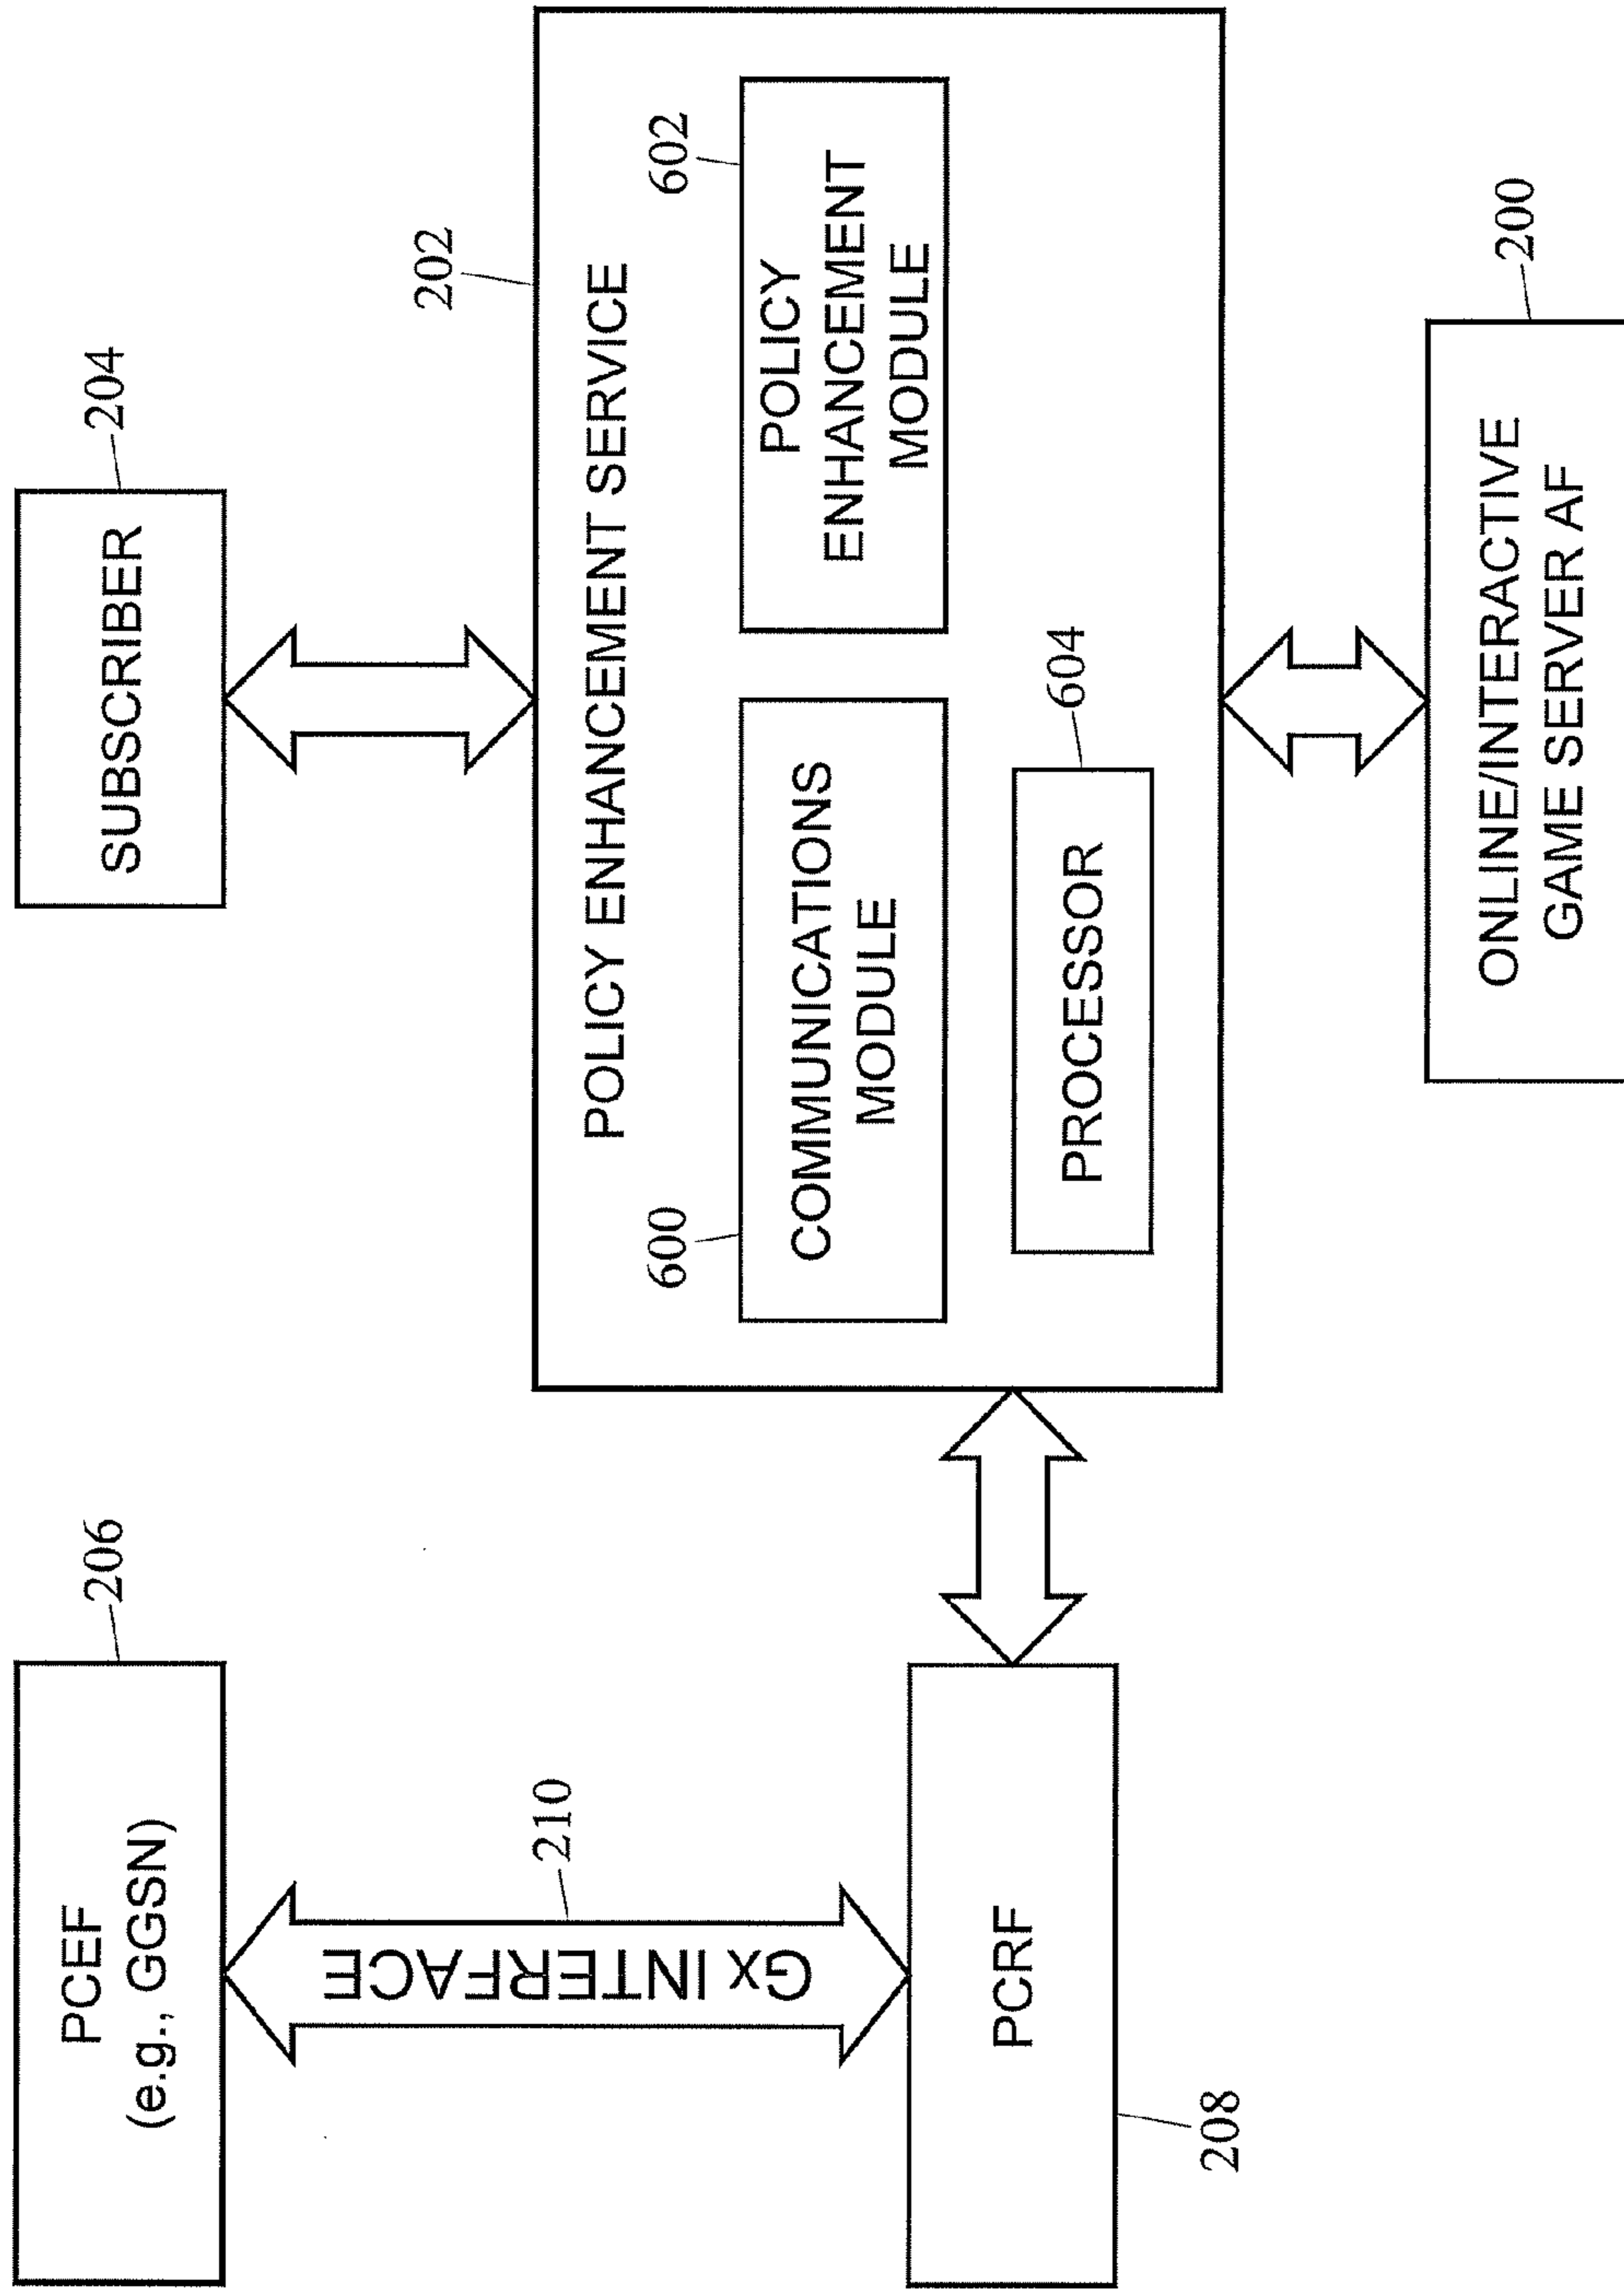 PCEF
(e.g., GGSN)
206
SUBSCRIBER
204
Gx INTERFACE
210
PCRF
208
202
POLICY ENHANCEMENT SERVICE
600
COMMUNICATIONS
MODULE
602
POLICY
ENHANCEMENT
MODULE
PROCESSOR
604
ONLINE/INTERACTIVE
GAME SERVER AF
200